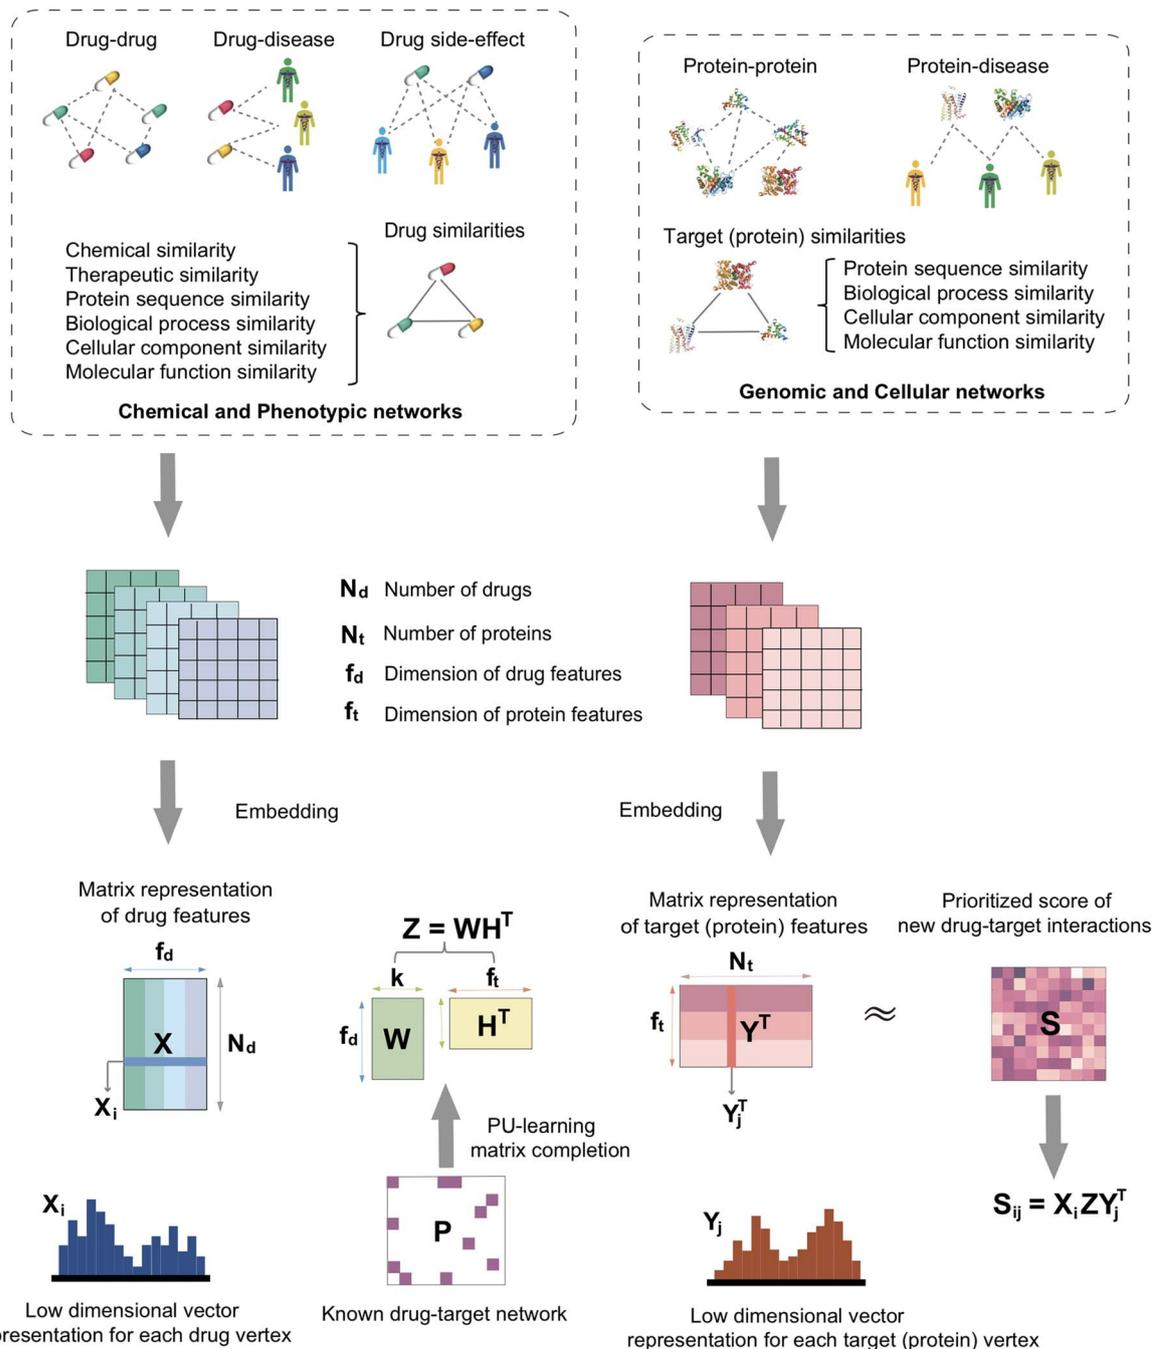 Drug-drug
Drug-disease
Drug side-effect
Drug similarities
Chemical similarity
Therapeutic similarity
Protein sequence similarity
Biological process similarity
Cellular component similarity
Molecular function similarity
Chemical and Phenotypic networks
Protein-protein
Protein-disease
Target (protein) similarities
Protein sequence similarity
Biological process similarity
Cellular component similarity
Molecular function similarity
Genomic and Cellular networks
Nd Number of drugs
Nt Number of proteins
fd Dimension of drug features
ft Dimension of protein features
Embedding
Embedding
Matrix representation
of drug features
fd
X
Nd
Xi
Z = WH^T
k
ft
fd
W
H^T
PU-learning
matrix completion
P
Known drug-target network
Matrix representation
of target (protein) features
Nt
ft
Y^T
Yj^T
≈
Prioritized score of
new drug-target interactions
S
Sij = XiZYj^T
Xi
Low dimensional vector
presentation for each drug vertex
Yj
Low dimensional vector
representation for each target (protein) vertex